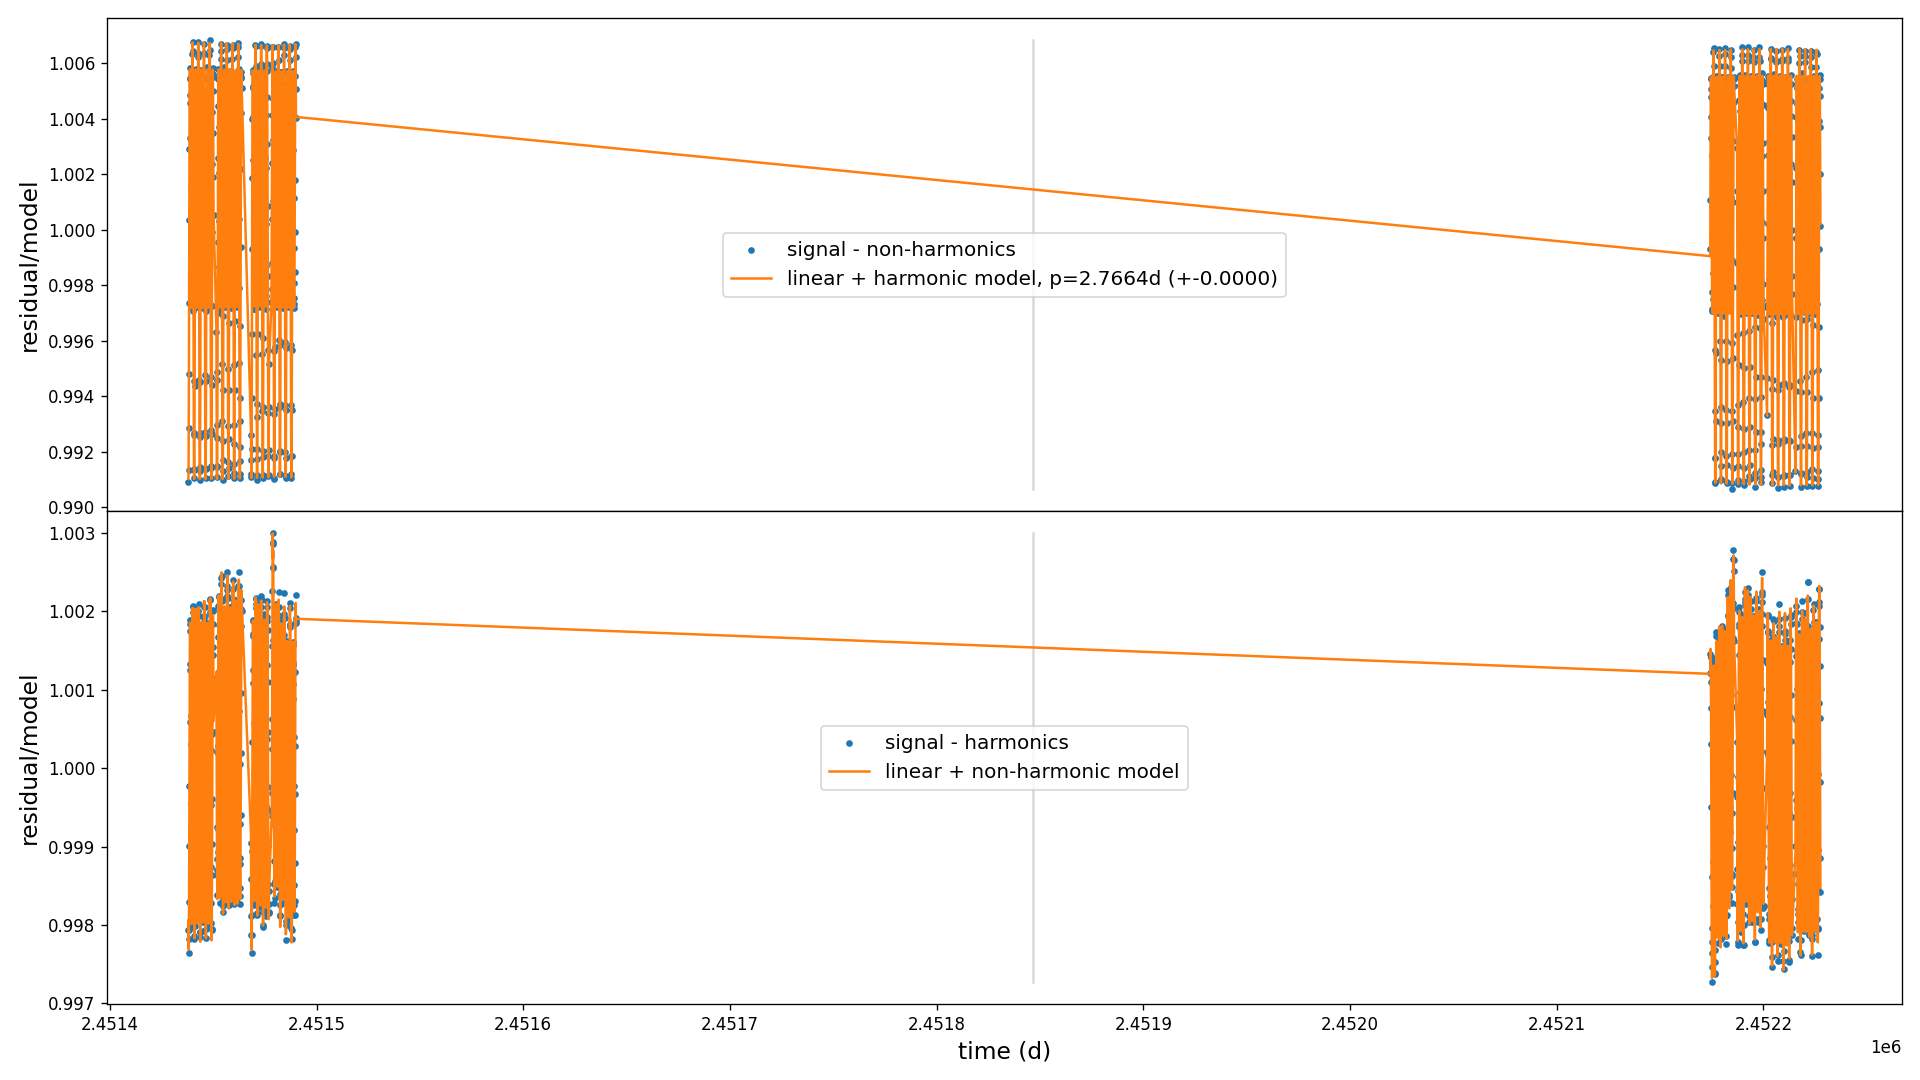 1.006
1.004
1.002
1.000
0.998
0.996
0.994
0.992
0.990
residual/model
signal - non-harmonics
linear + harmonic model, p=2.7664d (+-0.0000)
1.003
1.002
1.001
1.000
0.999
0.998
0.997
residual/model
signal - harmonics
linear + non-harmonic model
2.4514 2.4515 2.4516 2.4517 2.4518 2.4519 2.4520 2.4521 2.4522
1e6
time (d)